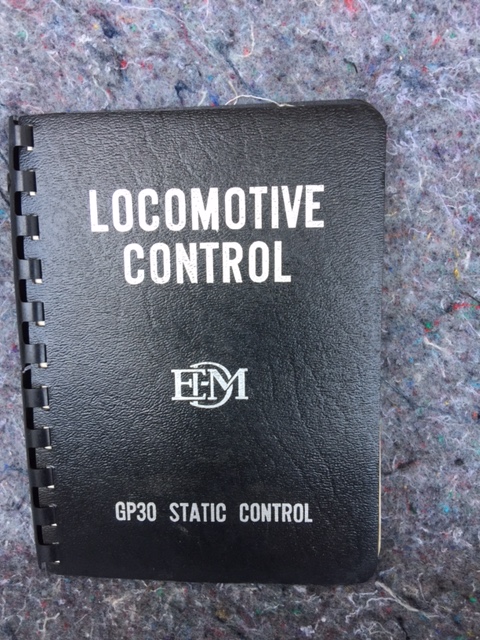 LOCOMOTIVE
CONTROL
EMD
GP30 STATIC CONTROL